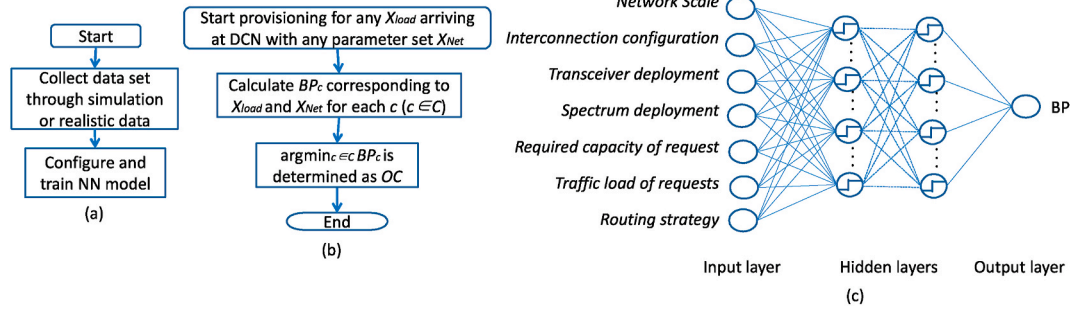 Start
Collect data set
through simulation
or realistic data
Configure and
train NN model
(a)
Start provisioning for any Xload arriving
at DCN with any parameter set XNet
Calculate BPc corresponding to
Xload and XNet for each c (c ∈C)
argminc∈c BPc is
determined as OC
End
(b)
Network Scale
Interconnection configuration
Transceiver deployment
Spectrum deployment
Required capacity of request
Traffic load of requests
Routing strategy
BP
Input layer
Hidden layers
Output layer
(c)